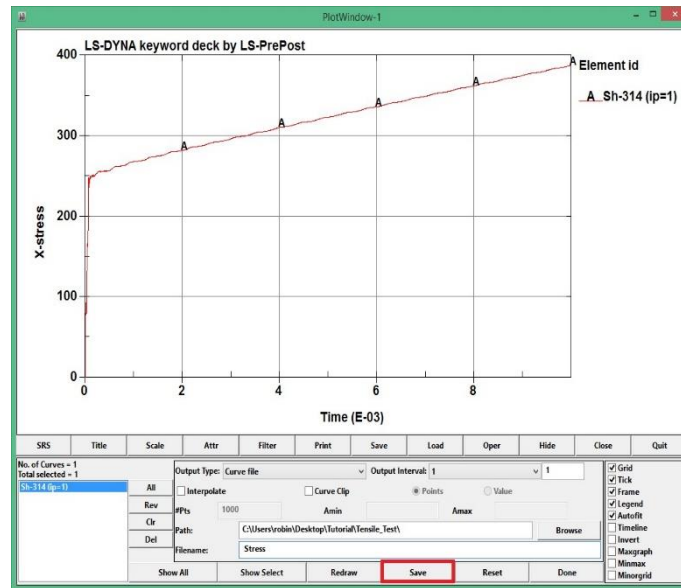 PlotWindow-1
LS-DYNA keyword deck by LS-PrePost
400
300
200
100
0
X-stress
0 2 4 6 8
Time (E-03)
A A A A A
Element id
A Sh-314 (ip=1)
SRS Title Scale Attr Filter Print Save Load Oper Hide Close Quit
No. of Curves = 1
Total selected = 1
Sh-314 (ip=1)
All
Rev
Clr
Del
Output Type: Curve file Output Interval: 1 1
Interpolate Curve Clip Points Value
#Pts 1000 Amin Amax
Path: C:\Users\robin\Desktop\Tutorial\Tensile_Test\ Browse
Filename: Stress
Show All Show Select Redraw Save Reset Done
Grid
Tick
Frame
Legend
Autofit
Timeline
Invert
Maxgraph
Minmax
Minorgrid